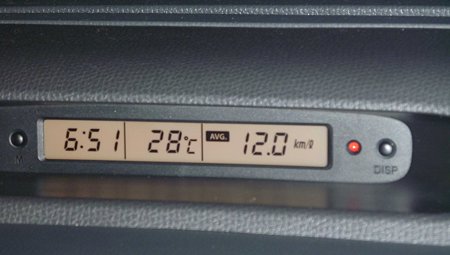 6:51 28°C AVG. 12.0 km/ℓ
M DISP